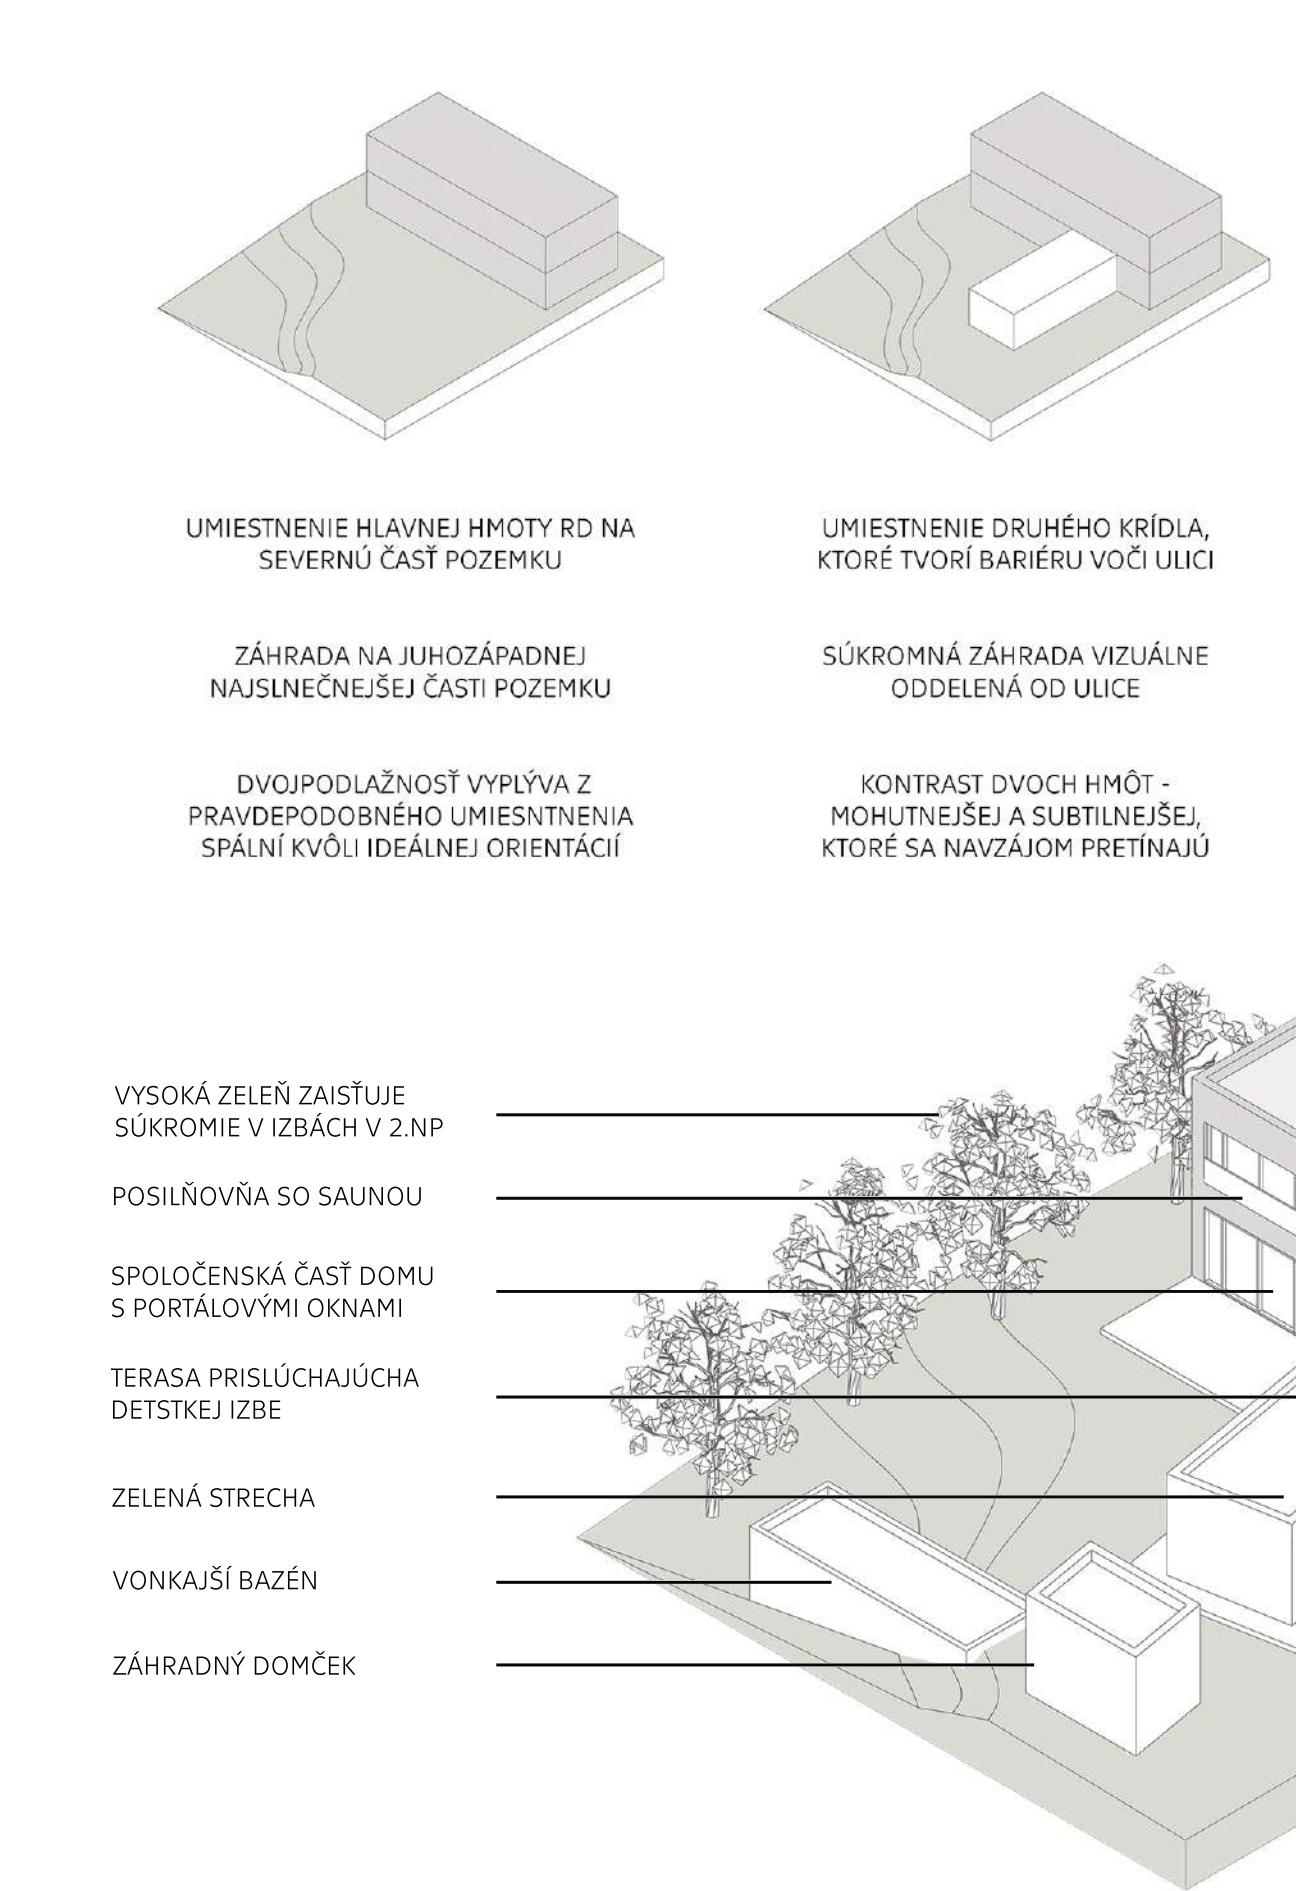 UMIESTNENIE HLAVNEJ HMOTY RD NA
SEVERNÚ ČASŤ POZEMKU
ZÁHRADA NA JUHOZÁPADNEJ
NAJSLNEČNEJŠEJ ČASTI POZEMKU
DVOJPODLAŽNOSŤ VYPLÝVA Z
PRAVDEPODOBNÉHO UMIESNTNENIA
SPÁLNÍ KVÔLI IDEÁLNEJ ORIENTÁCIÍ
UMIESTNENIE DRUHÉHO KRÍDLA,
KTORÉ TVORÍ BARIÉRU VOČI ULICI
SÚKROMNÁ ZÁHRADA VIZUÁLNE
ODDELENÁ OD ULICE
KONTRAST DVOCH HMÔT -
MOHUTNEJŠEJ A SUBTILNEJŠEJ,
KTORÉ SA NAVZÁJOM PRETÍNAJÚ
VYSOKÁ ZELEŇ ZAISŤUJE
SÚKROMIE V IZBÁCH V 2.NP
POSILŇOVŇA SO SAUNOU
SPOLOČENSKÁ ČASŤ DOMU
S PORTÁLOVÝMI OKNAMI
TERASA PRISLÚCHAJÚCHA
DETSTKEJ IZBE
ZELENÁ STRECHA
VONKAJŠÍ BAZÉN
ZÁHRADNÝ DOMČEK